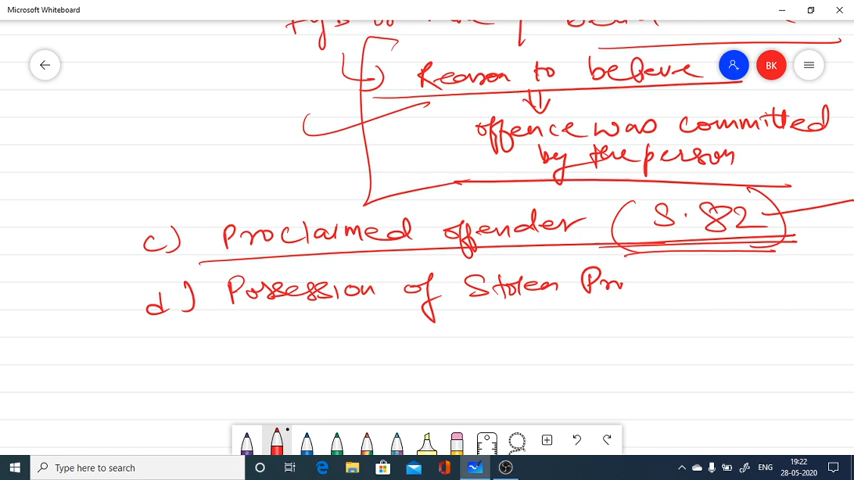 Microsoft Whiteboard
Reason to believe
BK
offence was committed
by the person
c) Proclaimed offender (S.82)
d) Possession of Stolen Pro
Type here to search
ENG
19:22
28-05-2020